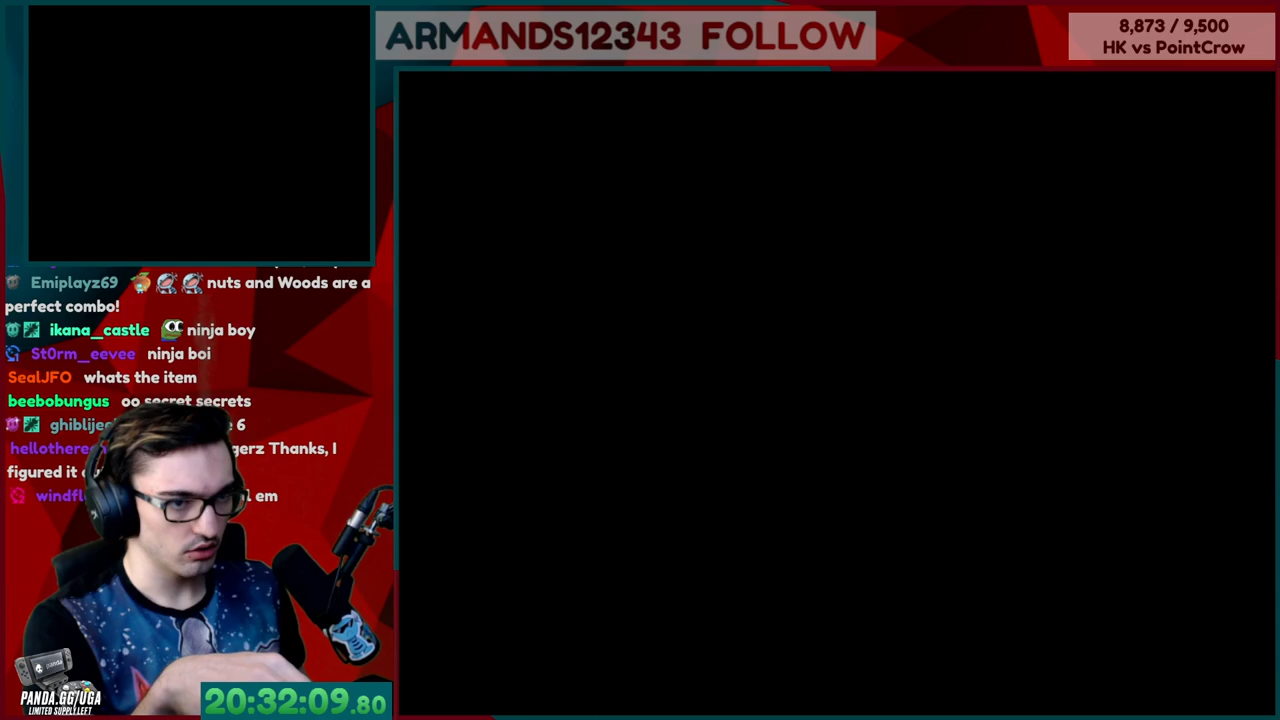 ARMANDS12343 FOLLOW
8,873 / 9,500
HK vs PointCrow
Emiplayz69 nuts and Woods are a
perfect combo!
ikana_castle ninja boy
St0rm_eevee ninja boi
SealJFO whats the item
beebobungus oo secret secrets
6
gerz Thanks, I
figured it
em
panda
PANDA.GG/UGA
LIMITED SUPPLY LEFT
20:32:09.80